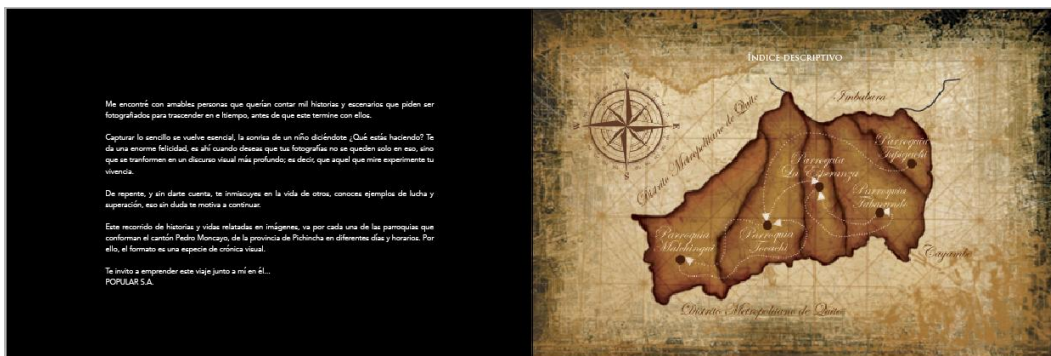 Me encontré con amables personas que querían contar mil historias y escenarios que piden ser
fotografiados para trascender en e ltiempo, antes de que este termine con ellos.
Capturar lo sencillo se vuelve esencial, la sonrisa de un niño diciéndote ¿Qué estás haciendo? Te
da una enorme felicidad, es ahí cuando deseas que tus fotografías no se queden solo en eso, sino
que se tranformen en un discurso visual más profundo; es decir, que aquel que mire experimente tu
vivencia.
De repente, y sin darte cuenta, te inmiscuyes en la vida de otros, conoces ejemplos de lucha y
superación, eso sin duda te motiva a continuar.
Este recorrido de historias y vidas relatadas en imágenes, va por cada una de las parroquias que
conforman el cantón Pedro Moncayo, de la provincia de Pichincha en diferentes días y horarios. Por
ello, el formato es una especie de crónica visual.
Te invito a emprender este viaje junto a mí en él...
POPULAR S.A.
ÍNDICE DESCRIPTIVO
N
Imbabura
Distrito Metropolitano de Quito
Parroquia
Tupigachi
Parroquia
La Esperanza
Parroquia
Tabacundo
Parroquia
Malchinguí
Parroquia
Tocachi
Cayambe
Distrito Metropolitano de Quito